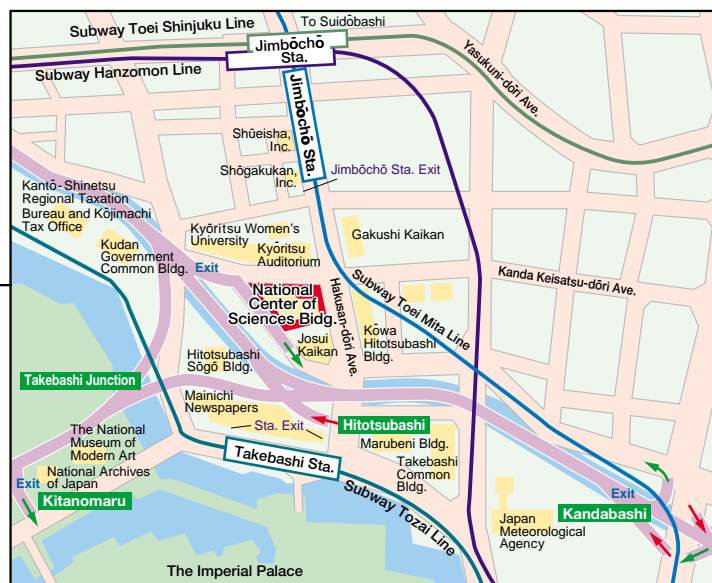 Subway Toei Shinjuku Line
To Suidōbashi
Jimbōchō
Sta.
Subway Hanzomon Line
Yasukuni-dōri Ave.
Jimbōchō Sta.
Shūeisha,
Inc.
Shōgakukan,
Inc.
Jimbōchō Sta. Exit
Kantō-Shinetsu
Regional Taxation
Bureau and Kōjimachi
Tax Office
Kudan
Government
Common Bldg.
Exit
Kyōrītsu Women's
University
Kyōritsu
Auditorium
Gakushi Kaikan
Kanda Keisatsu-dōri Ave.
National
Center of
Sciences Bidg.
Hakusan-dōri Ave.
Subway Toei Mita Line
Josui
Kaikan
Kōwa
Hitotsubashi
Bldg.
Hitotsubashi
Sōgō Bldg.
Takebashi Junction
Mainichi
Newspapers
Sta. Exit
Hitotsubashi
Marubeni Bldg.
Takebashi
Common
Bldg.
Takebashi Sta.
Subway Tozai Line
The National
Museum of
Modern Art
National Archives
of Japan
Exit
Kitanomaru
Exit
Kandabashi
Japan
Meteorological
Agency
The Imperial Palace